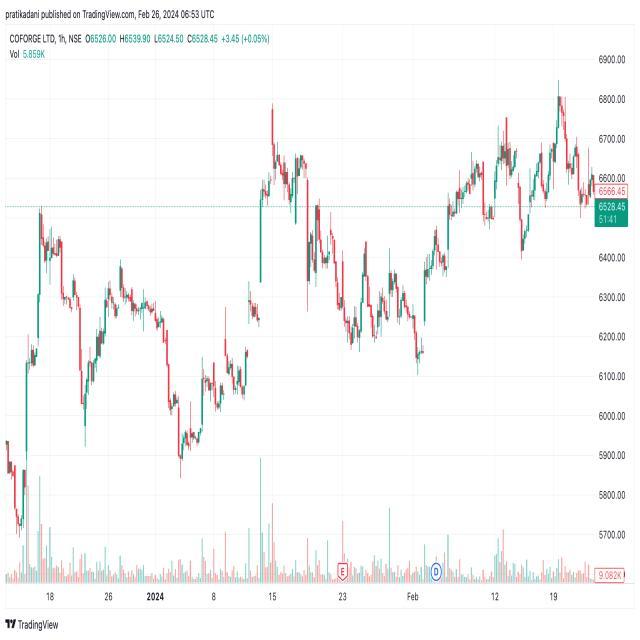 pratikadani published on TradingView.com, Feb 26, 2024 06:53 UTC
COFORGE LTD, 1h, NSE O6526.00 H6539.90 L6524.50 C6528.45 +3.45 (+0.05%)
Vol 5.859K
6900.00
6800.00
6700.00
6600.00
6566.45
6528.45
51:41
6400.00
6300.00
6200.00
6100.00
6000.00
5900.00
5800.00
5700.00
9.082K
E
D
18 26 2024 8 15 23 Feb 12 19
TradingView